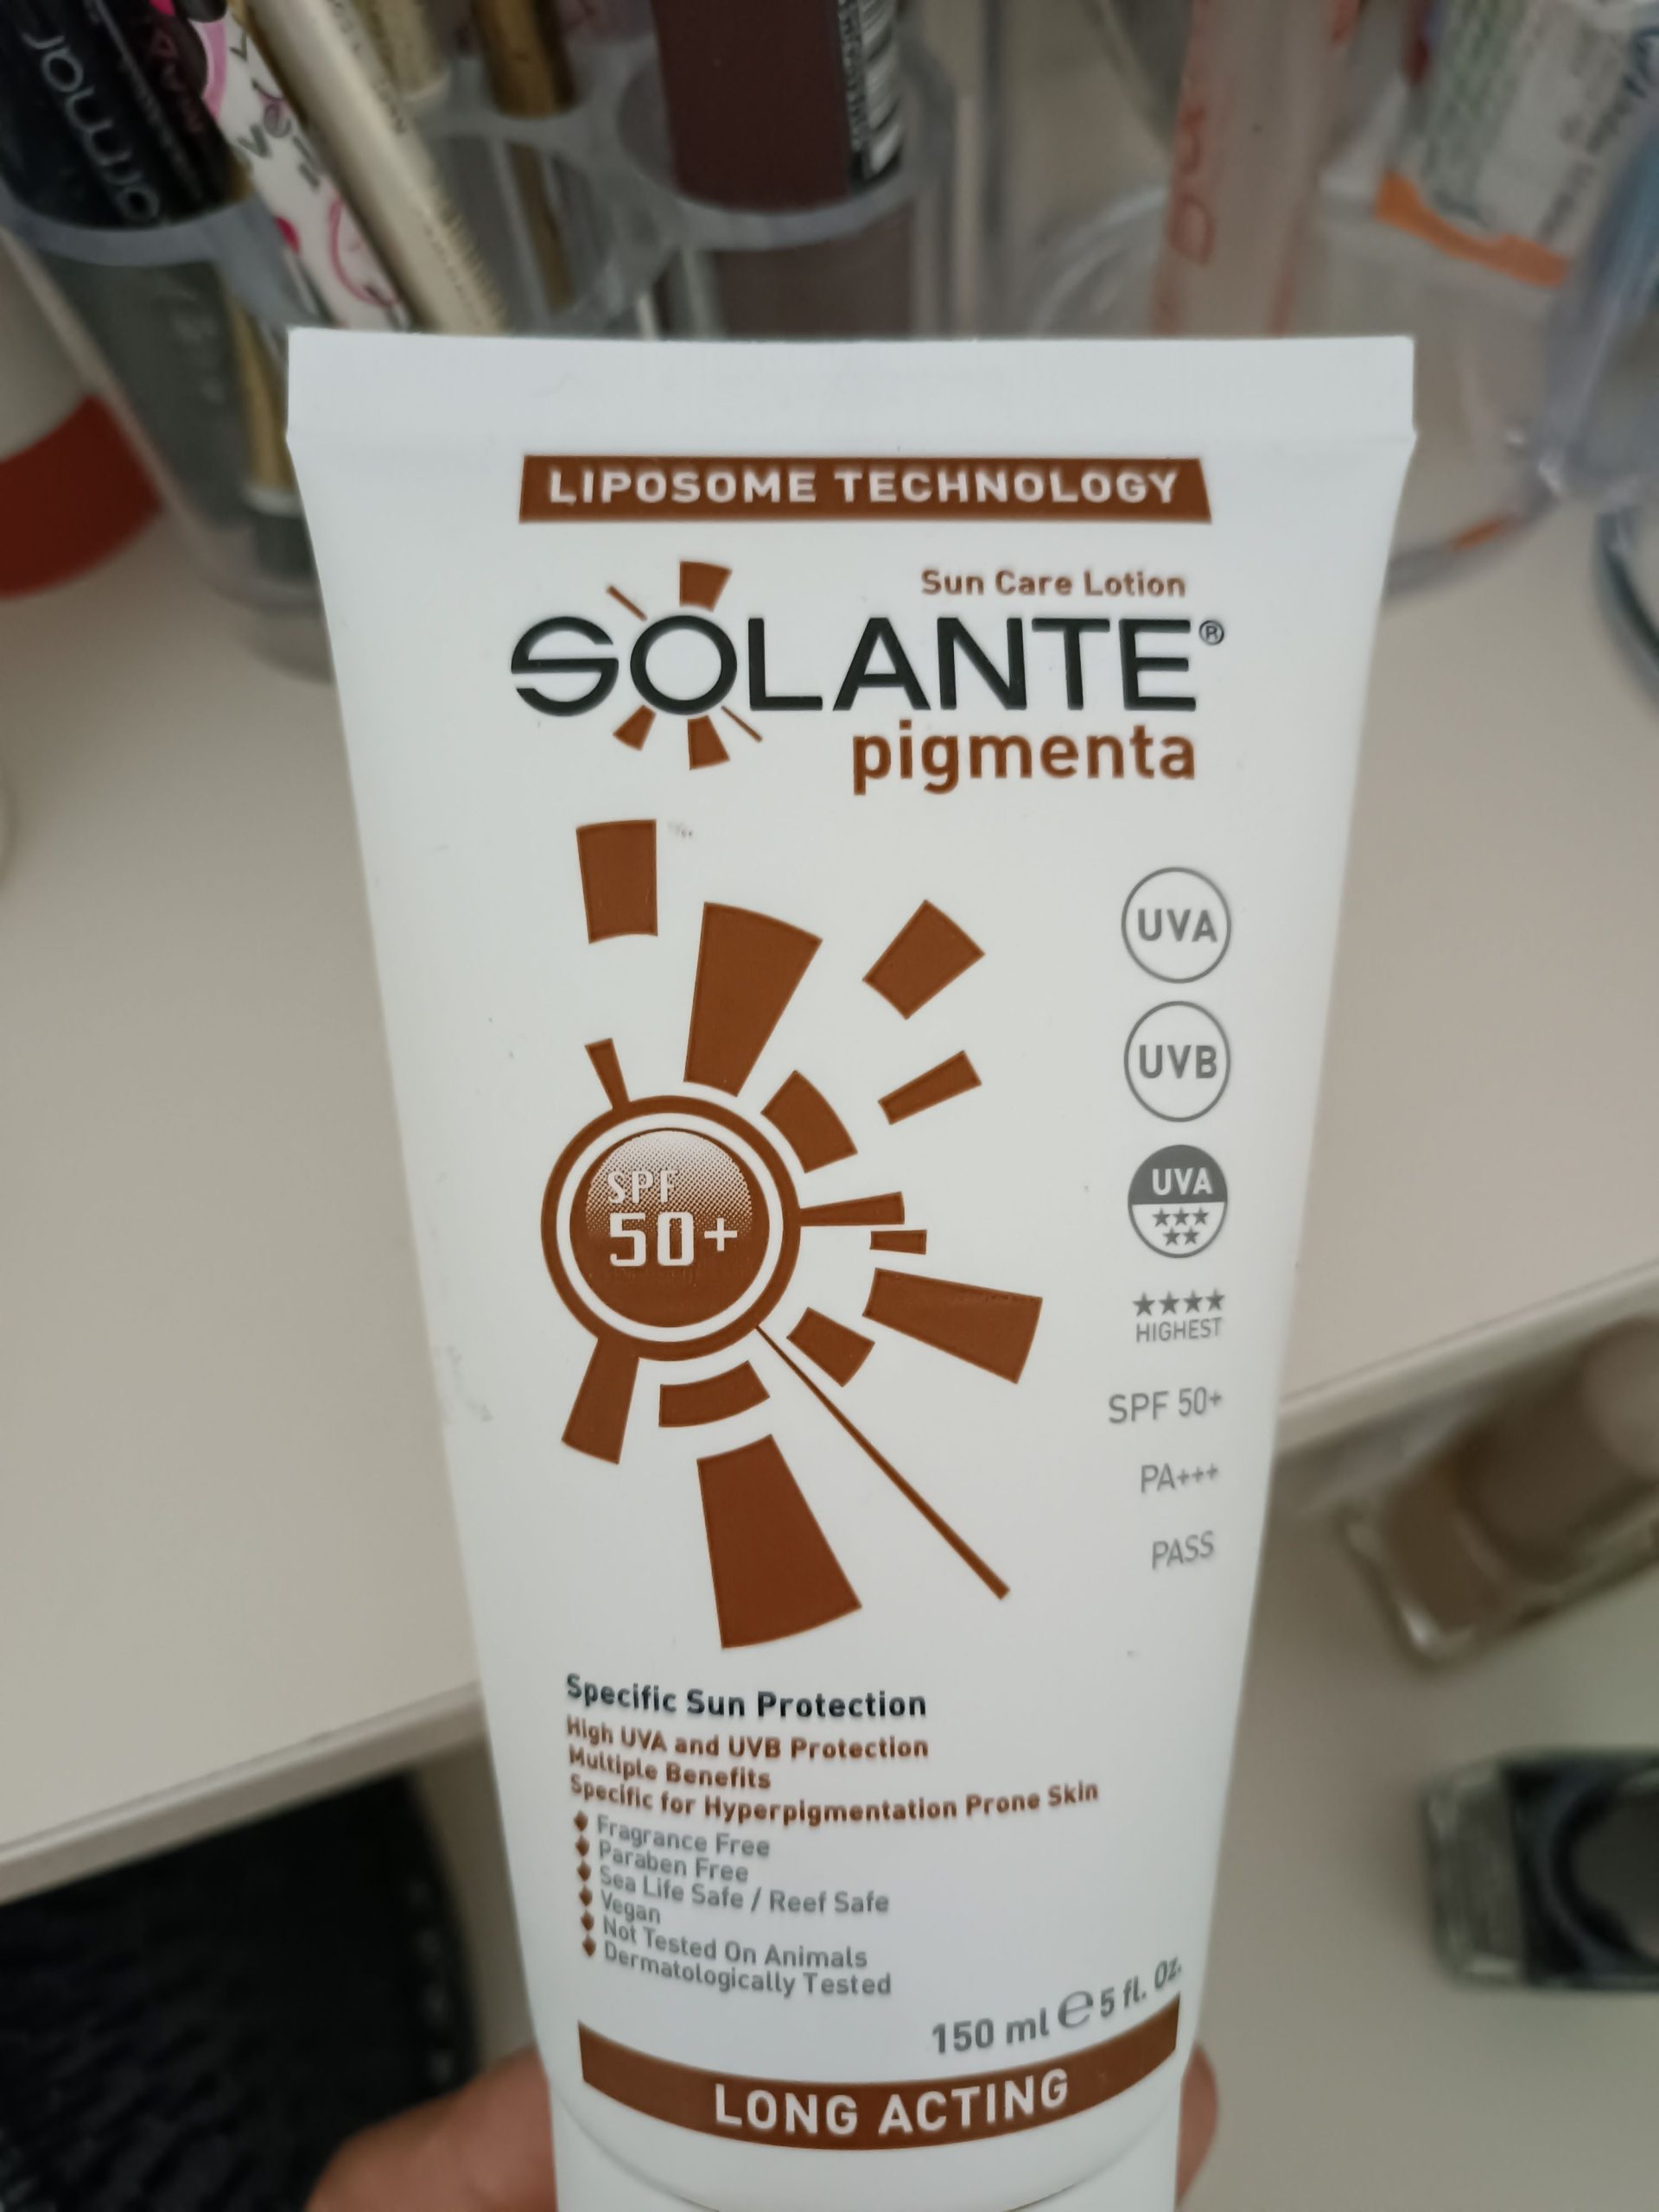 LIPOSOME TECHNOLOGY
Sun Care Lotion
SOLANTE®
pigmenta
UVA
UVB
UVA
★★★
★★
★★★★
HIGHEST
SPF
50+
SPF 50+
PA+++
PASS
Specific Sun Protection
High UVA and UVB Protection
Multiple Benefits
Specific for Hyperpigmentation Prone Skin
Fragrance Free
Paraben Free
Sea Life Safe / Reef Safe
Vegan
Not Tested On Animals
Dermatologically Tested
150 ml ℮ 5 fl. Oz.
LONG ACTING